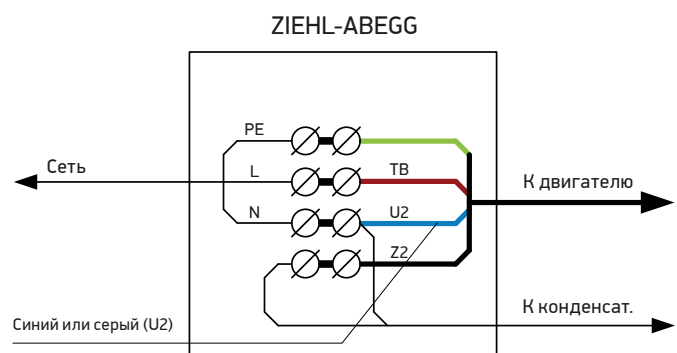 ZIEHL-ABEGG
PE
Сеть
L
TB
К двигателю
N
U2
Z2
К конденсат.
Синий или серый (U2)